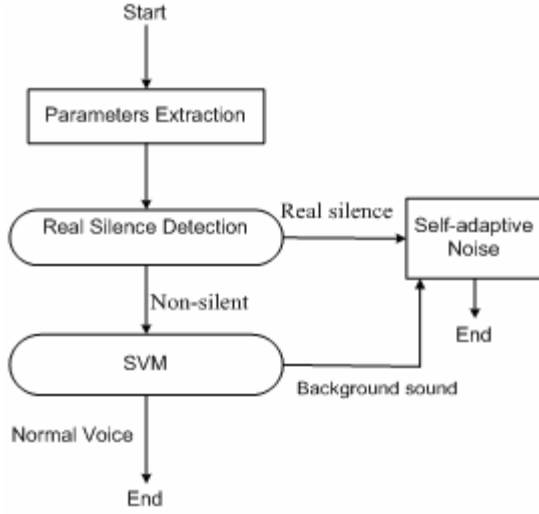 Start
Parameters Extraction
Real Silence Detection
Real silence
Self-adaptive
Noise
Non-silent
End
SVM
Background sound
Normal Voice
End